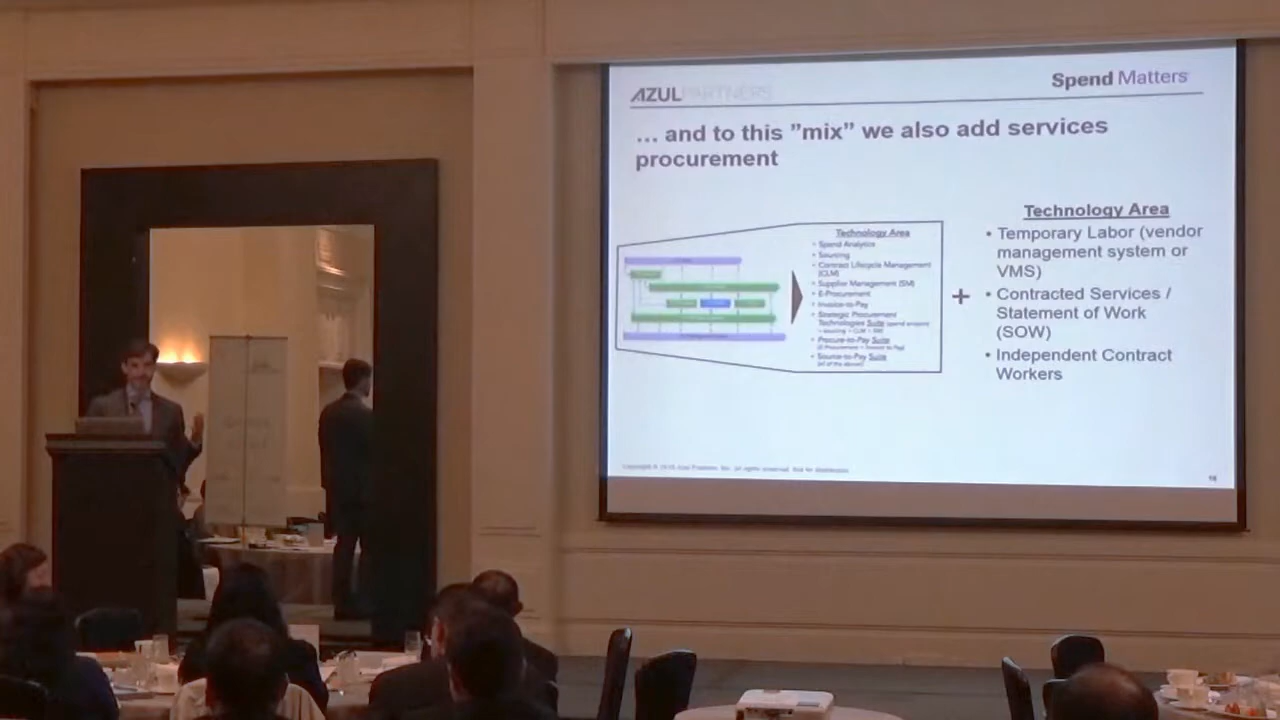 AZUL PARTNERS
Spend Matters
… and to this ”mix” we also add services
procurement
Technology Area
• Spend Analytics
• Sourcing
• Contract Lifecycle Management
(CLM)
• Supplier Management (SM)
• E-Procurement
• Invoice-to-Pay
• Strategic Procurement
Technologies Suite
• Procure-to-Pay Suite
• Source-to-Pay Suite
+
Technology Area
• Temporary Labor (vendor
management system or
VMS)
• Contracted Services /
Statement of Work
(SOW)
• Independent Contract
Workers